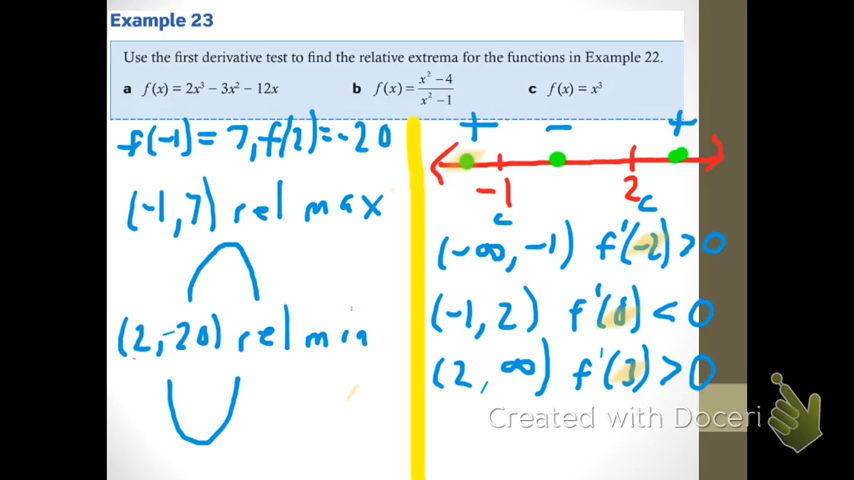 Example 23
Use the first derivative test to find the relative extrema for the functions in Example 22.
a f(x) = 2x³ – 3x² – 12x b f(x) = (x² – 4)/(x² – 1) c f(x) = x³
f(-1) = 7, f(2) = -20
(-1, 7) rel max
(2, -20) rel min
+ − +
-1 2
c c
(-∞, -1) f'(-2) > 0
(-1, 2) f'(0) < 0
(2, ∞) f'(3) > 0
Created with Doceri